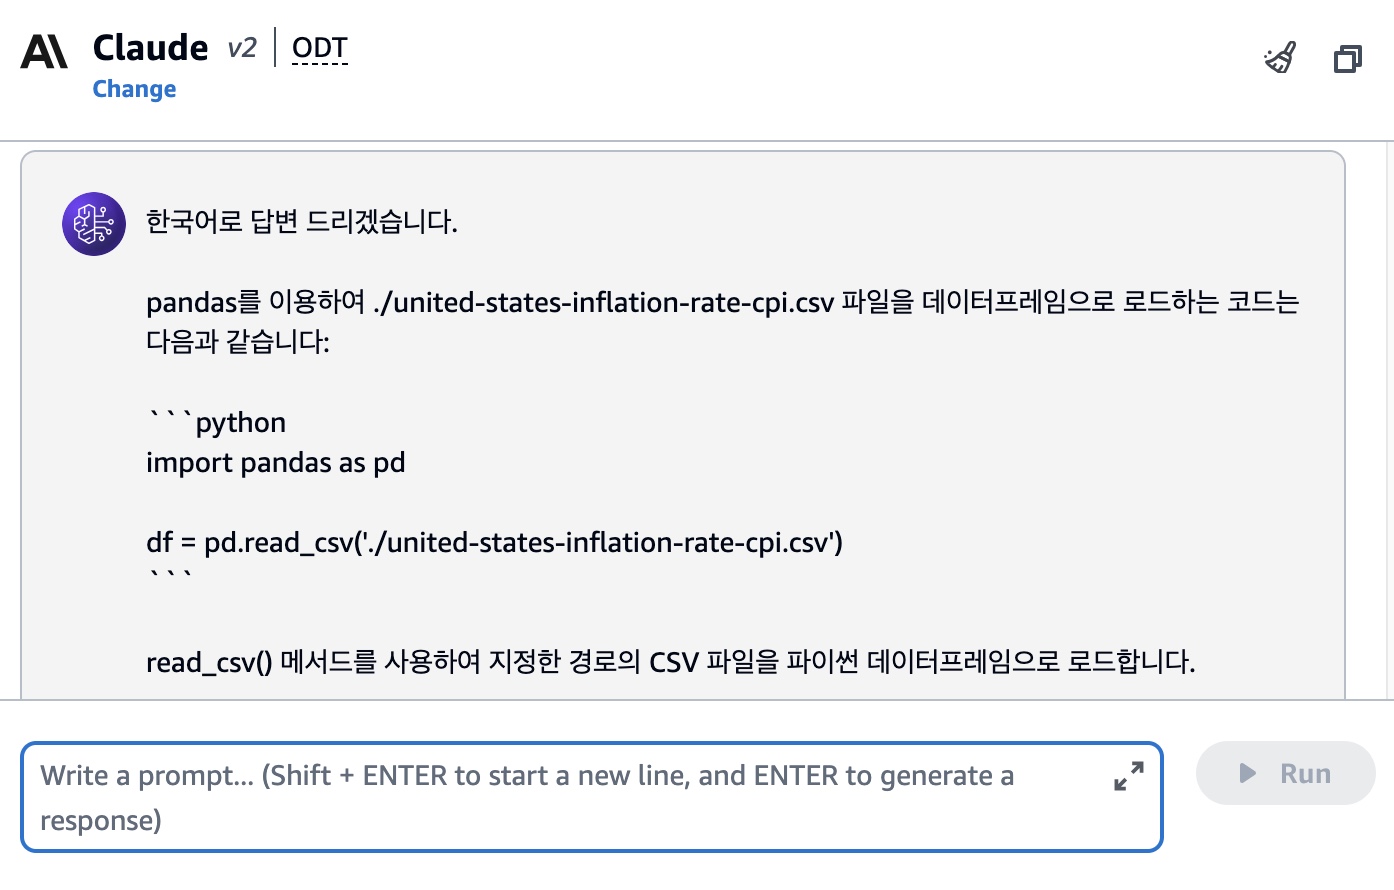 Claude v2 ODT
Change
한국어로 답변 드리겠습니다.
pandas를 이용하여 ./united-states-inflation-rate-cpi.csv 파일을 데이터프레임으로 로드하는 코드는
다음과 같습니다:
```python
import pandas as pd
df = pd.read_csv('./united-states-inflation-rate-cpi.csv')
```
read_csv() 메서드를 사용하여 지정한 경로의 CSV 파일을 파이썬 데이터프레임으로 로드합니다.
Write a prompt... (Shift + ENTER to start a new line, and ENTER to generate a
response)
Run